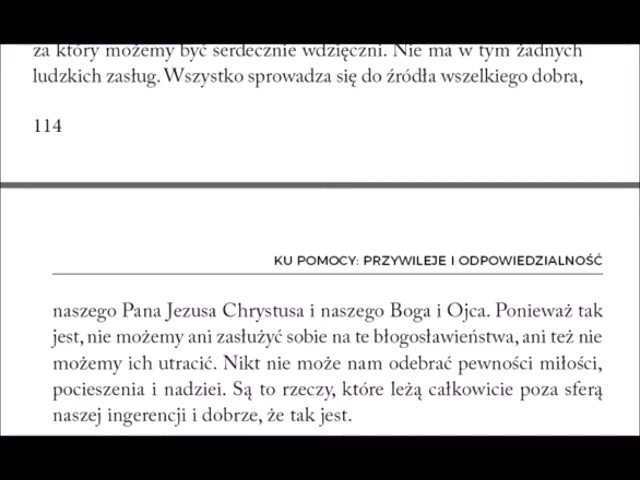 za który możemy być serdecznie wdzięczni. Nie ma w tym żadnych
ludzkich zasług. Wszystko sprowadza się do źródła wszelkiego dobra,
114
KU POMOCY: PRZYWILEJE I ODPOWIEDZIALNOŚĆ
naszego Pana Jezusa Chrystusa i naszego Boga i Ojca. Ponieważ tak
jest, nie możemy ani zasłużyć sobie na te błogosławieństwa, ani też nie
możemy ich utracić. Nikt nie może nam odebrać pewności miłości,
pocieszenia i nadziei. Są to rzeczy, które leżą całkowicie poza sferą
naszej ingerencji i dobrze, że tak jest.